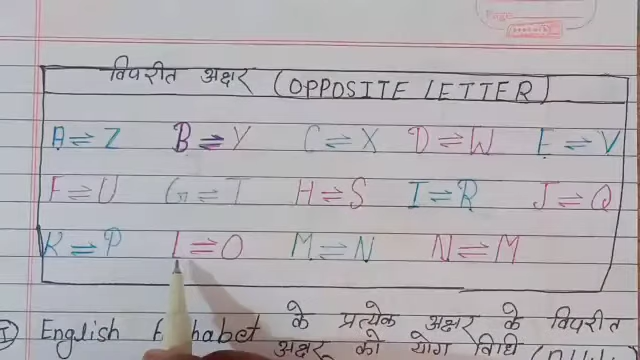 विपरीत अक्षर (OPPOSITE LETTER)
A⇌Z B⇌Y C⇌X D⇌W E⇌V
F⇌U G⇌T H⇌S I⇌R J⇌Q
K⇌P L⇌O M⇌N N⇌M
I English के प्रत्येक अक्षर के विपरीत
अक्षर को योग विधि